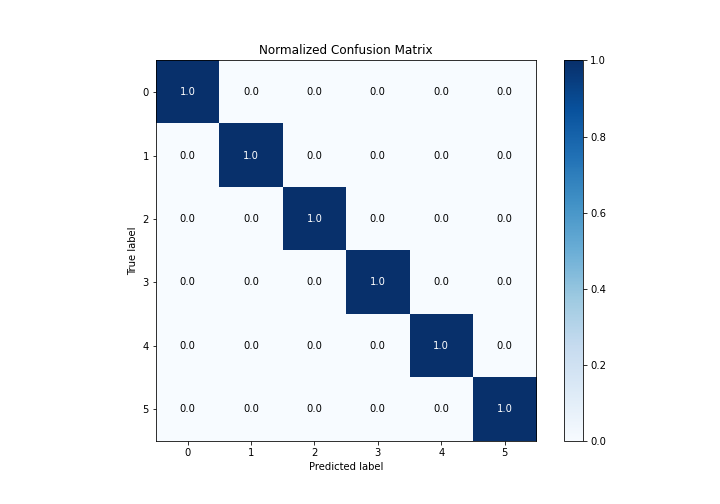 Normalized Confusion Matrix
0 1.0 0.0 0.0 0.0 0.0 0.0
1 0.0 1.0 0.0 0.0 0.0 0.0
2 0.0 0.0 1.0 0.0 0.0 0.0
3 0.0 0.0 0.0 1.0 0.0 0.0
4 0.0 0.0 0.0 0.0 1.0 0.0
5 0.0 0.0 0.0 0.0 0.0 1.0
0 1 2 3 4 5
True label
Predicted label
1.0
0.8
0.6
0.4
0.2
0.0